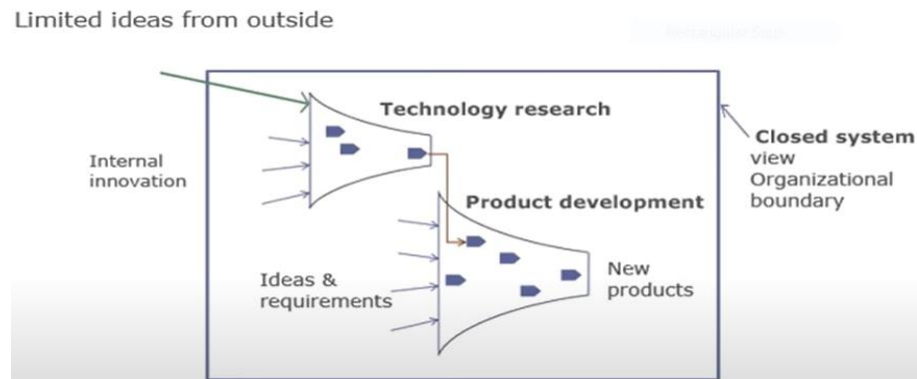 Limited ideas from outside
Technology research
Internal
innovation
Closed system
view
Organizational
boundary
Product development
Ideas &
requirements
New
products